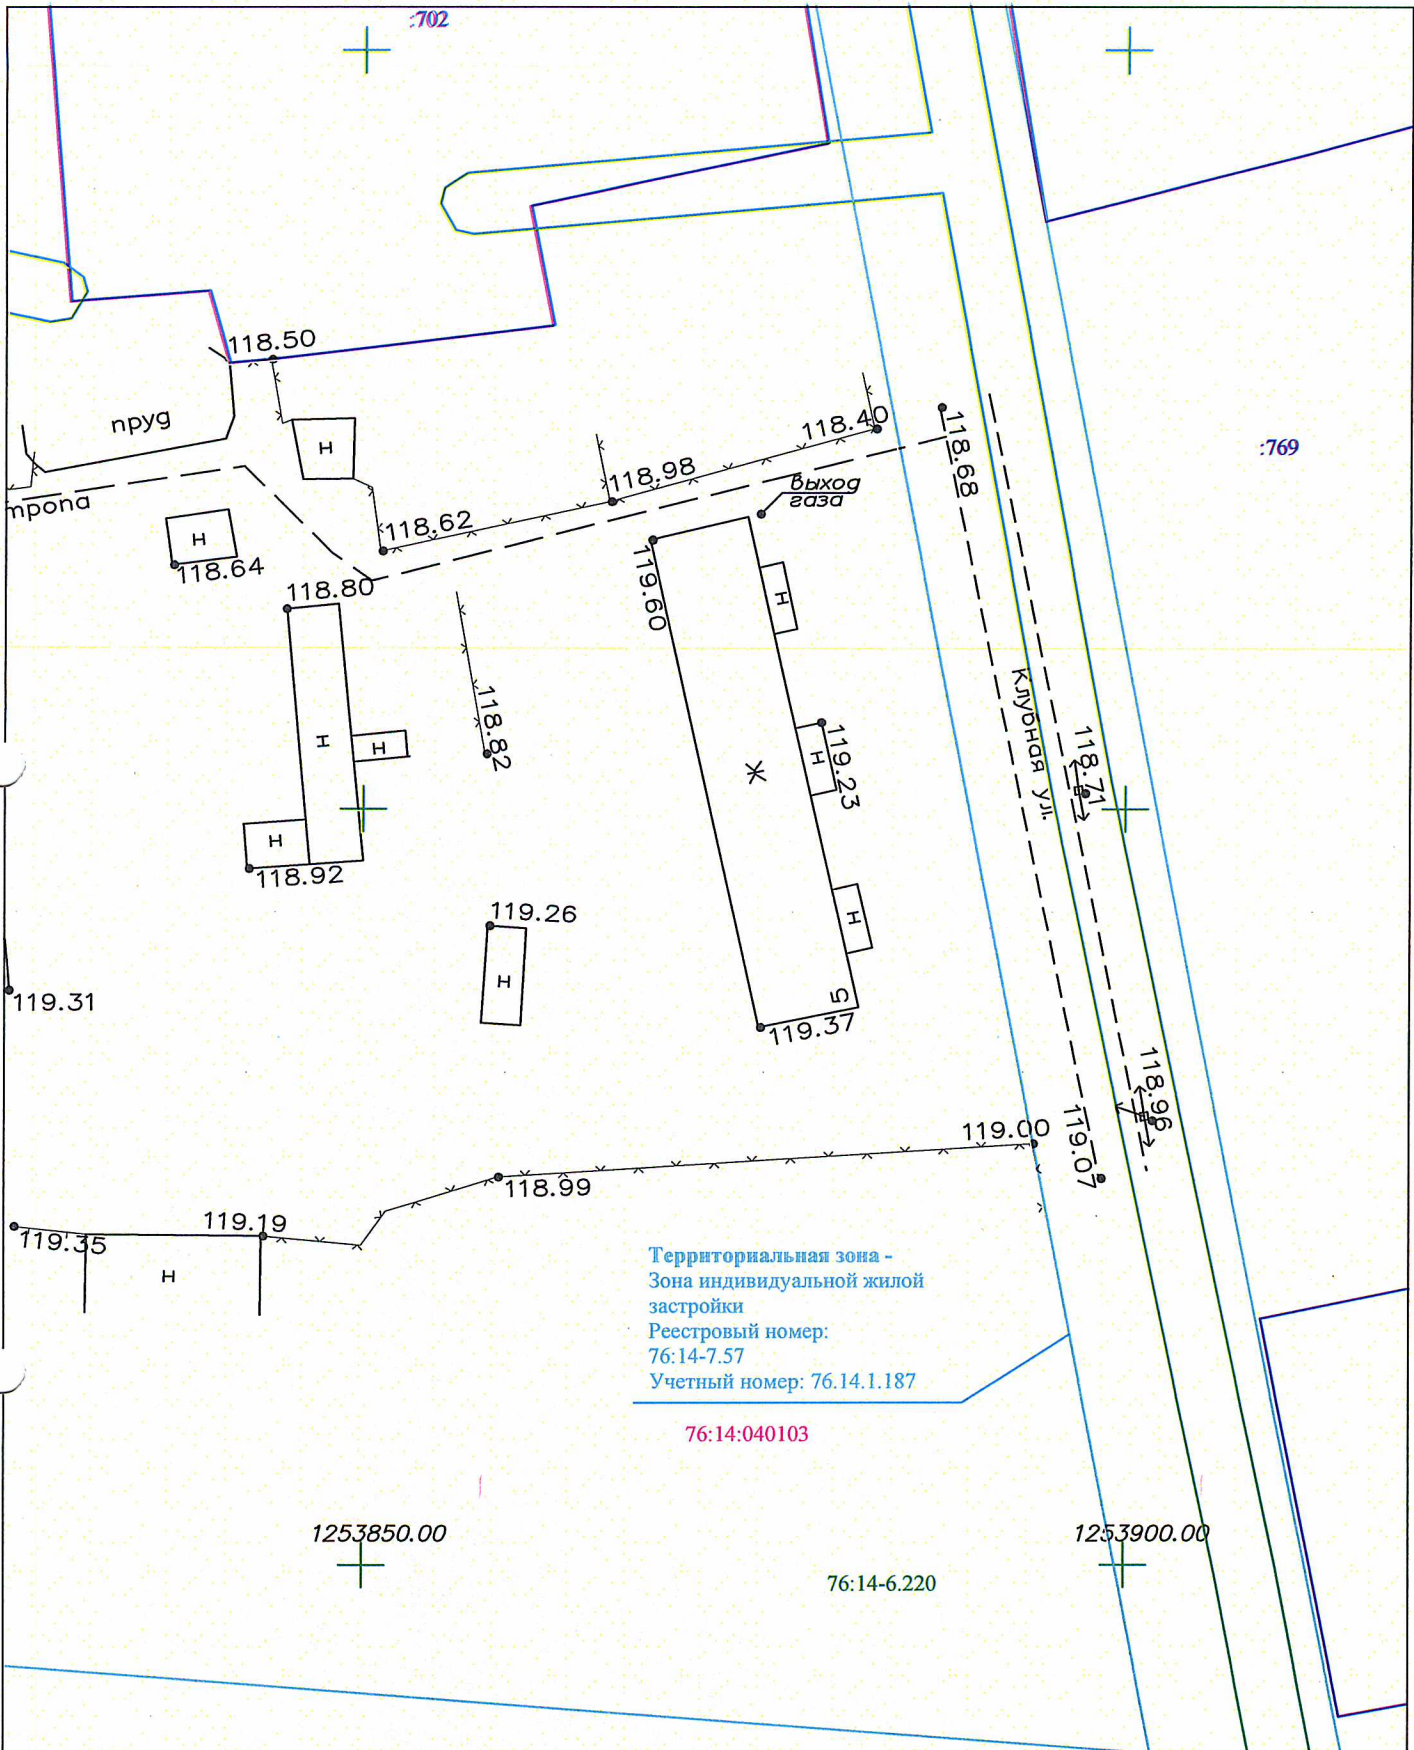 :702
118.50
пруд
Н
118.40
118.68
:769
118.98
выход
газа
тропа
118.62
Н
118.64
118.80
119.60
Н
Клубная ул.
118.82
Н
Н
Ж
Н
119.23
118.71
Н
118.92
119.26
Н
Н
119.31
5
119.37
118.96
119.00
119.07
118.99
119.19
119.35
Н
Территориальная зона -
Зона индивидуальной жилой
застройки
Реестровый номер:
76:14-7.57
Учетный номер: 76.14.1.187
76:14:040103
1253850.00
1253900.00
76:14-6.220